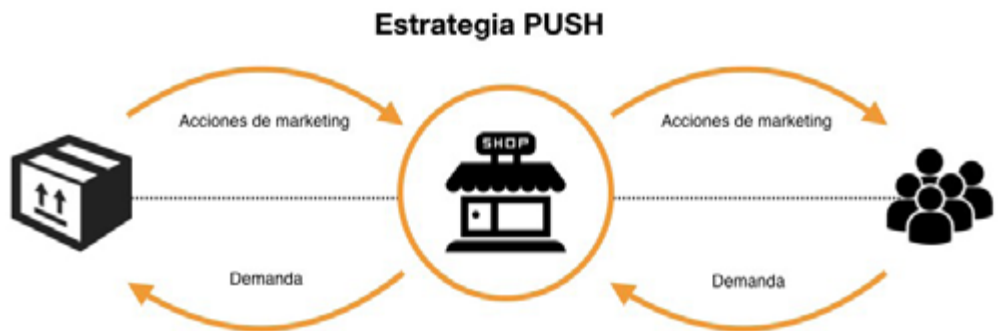 Estrategia PUSH
Acciones de marketing
SHOP
Acciones de marketing
Demanda
Demanda